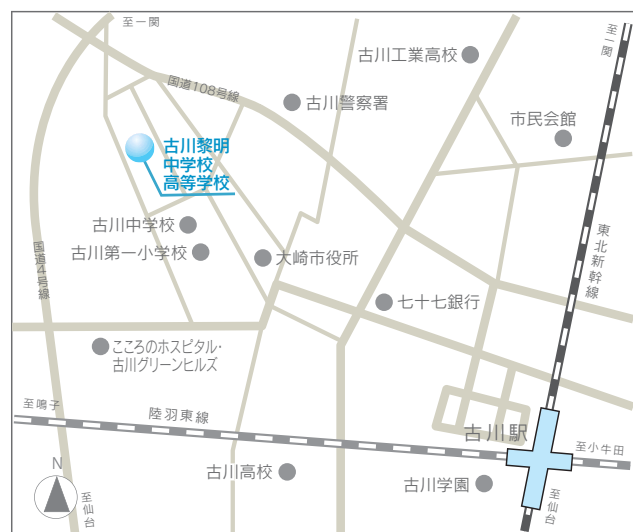 至一関
古川工業高校
至一関
国道108号線
古川警察署
市民会館
古川黎明
中学校
高等学校
古川中学校
古川第一小学校
大崎市役所
東北新幹線
国道4号線
七十七銀行
こころのホスピタル・
古川グリーンヒルズ
至鳴子
陸羽東線
古川駅
至小牛田
N
古川高校
古川学園
至仙台
至仙台